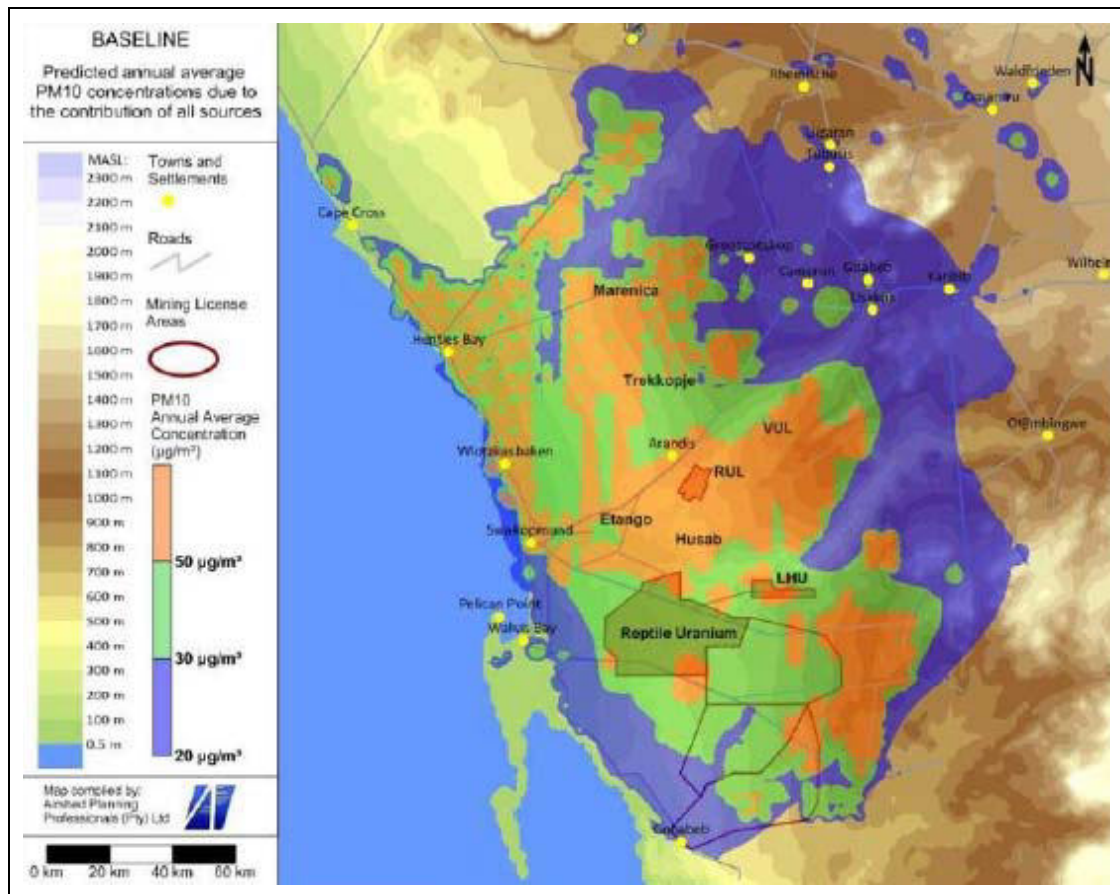 BASELINE
Predicted annual average
PM10 concentrations due to
the contribution of all sources
MASL:
2300 m
2200 m
2100 m
2000 m
1900 m
1800 m
1700 m
1600 m
1500 m
1400 m
1300 m
1200 m
1100 m
1000 m
900 m
800 m
700 m
600 m
500 m
400 m
300 m
200 m
100 m
0.5 m
Towns and
Settlements
Roads
Mining License
Areas
PM10
Annual Average
Concentration
(µg/m³)
50 µg/m³
30 µg/m³
20 µg/m³
Map compiled by:
Airshed Planning
Professionals (Pty) Ltd
0 km 20 km 40 km 60 km
N
Waldfrieden
Omaruru
Tubusis
Cape Cross
Usakos
Karibib
Wilhelm
Marenica
Henties Bay
Trekkopje
Otjimbingwe
VUL
Arandis
Wlotzkasbaken
RUL
Etango
Swakopmund
Husab
LHU
Pelican Point
Walvis Bay
Reptile Uranium
Gobabeb